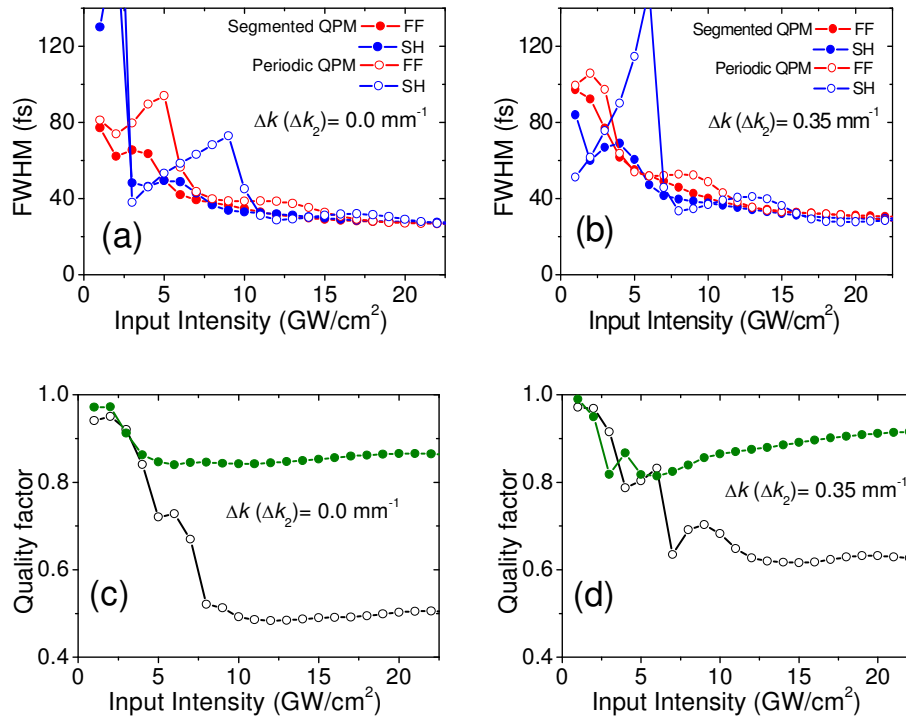 Segmented QPM FF
SH
Periodic QPM FF
SH
Δk (Δk₂)= 0.0 mm⁻¹
(a)
FWHM (fs)
120
80
40
0
0 5 10 15 20
Input Intensity (GW/cm²)
Segmented QPM FF
SH
Periodic QPM FF
SH
Δk (Δk₂)= 0.35 mm⁻¹
(b)
FWHM (fs)
120
80
40
0
0 5 10 15 20
Input Intensity (GW/cm²)
Δk (Δk₂)= 0.0 mm⁻¹
(c)
Quality factor
1.0
0.8
0.6
0.4
0 5 10 15 20
Input Intensity (GW/cm²)
Δk (Δk₂)= 0.35 mm⁻¹
(d)
Quality factor
1.0
0.8
0.6
0.4
0 5 10 15 20
Input Intensity (GW/cm²)